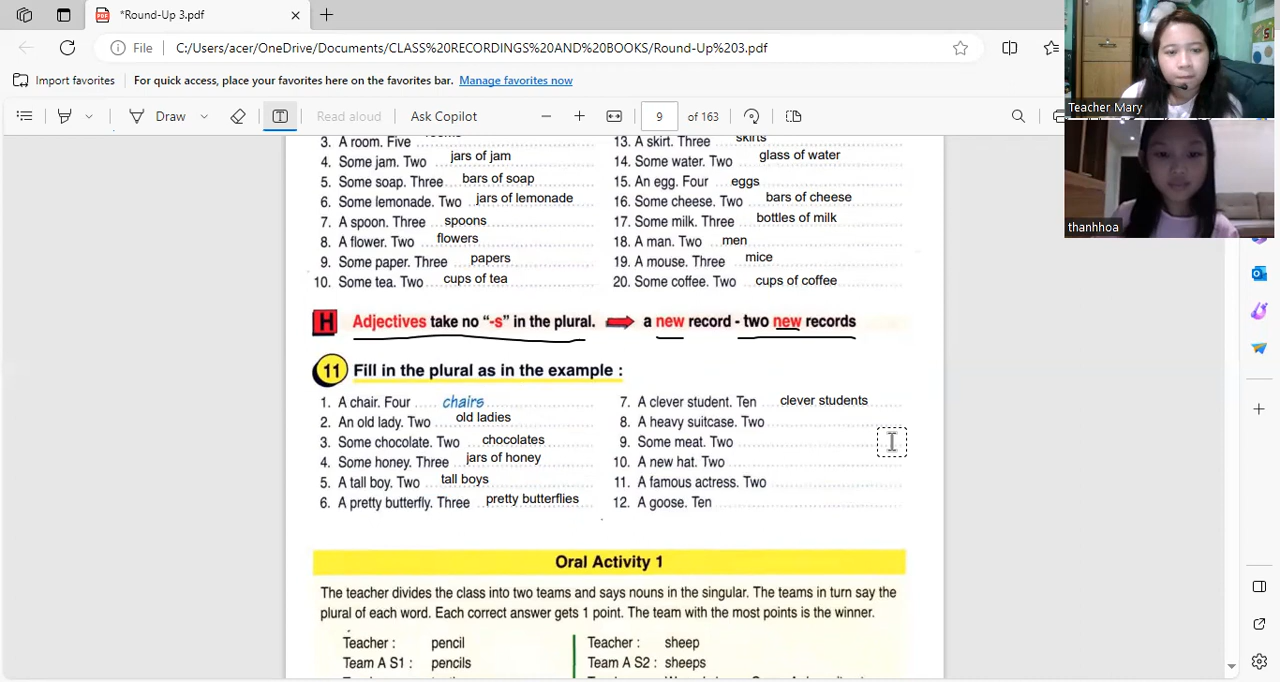 *Round-Up 3.pdf
File
C:/Users/acer/OneDrive/Documents/CLASS%20RECORDINGS%20AND%20BOOKS/Round-Up%203.pdf
Import favorites
For quick access, place your favorites here on the favorites bar. Manage favorites now
Draw
Read aloud
Ask Copilot
9 of 163
Teacher Mary
thanhhoa
3. A room. Five rooms
4. Some jam. Two jars of jam
5. Some soap. Three bars of soap
6. Some lemonade. Two jars of lemonade
7. A spoon. Three spoons
8. A flower. Two flowers
9. Some paper. Three papers
10. Some tea. Two cups of tea
13. A skirt. Three skirts
14. Some water. Two glass of water
15. An egg. Four eggs
16. Some cheese. Two bars of cheese
17. Some milk. Three bottles of milk
18. A man. Two men
19. A mouse. Three mice
20. Some coffee. Two cups of coffee
H Adjectives take no "-s" in the plural. a new record - two new records
11 Fill in the plural as in the example :
1. A chair. Four chairs
2. An old lady. Two old ladies
3. Some chocolate. Two chocolates
4. Some honey. Three jars of honey
5. A tall boy. Two tall boys
6. A pretty butterfly. Three pretty butterflies
7. A clever student. Ten clever students
8. A heavy suitcase. Two
9. Some meat. Two
10. A new hat. Two
11. A famous actress. Two
12. A goose. Ten
Oral Activity 1
The teacher divides the class into two teams and says nouns in the singular. The teams in turn say the
plural of each word. Each correct answer gets 1 point. The team with the most points is the winner.
Teacher : pencil
Team A S1 : pencils
Teacher : sheep
Team A S2 : sheeps